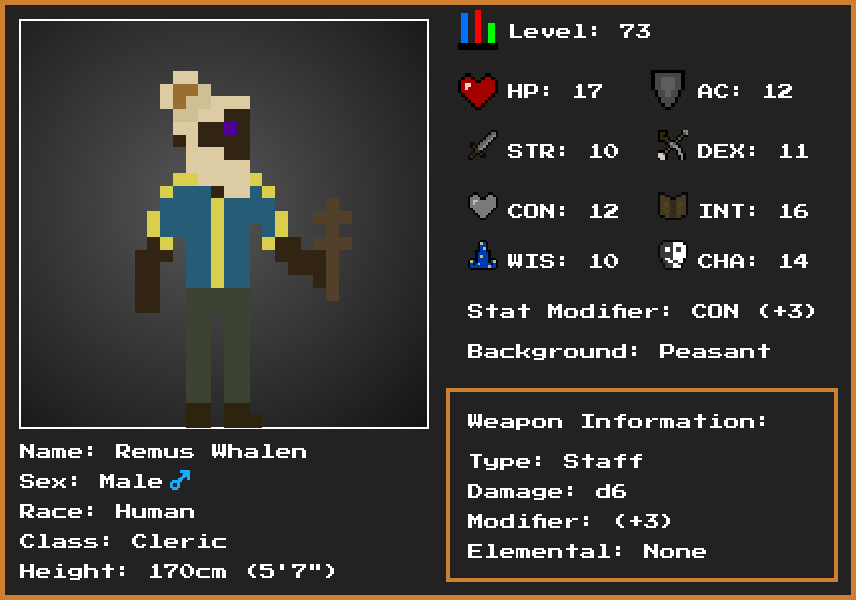 Level: 73
HP: 17
AC: 12
STR: 10
DEX: 11
CON: 12
INT: 16
WIS: 10
CHA: 14
Stat Modifier: CON (+3)
Background: Peasant
Weapon Information:
Type: Staff
Damage: d6
Modifier: (+3)
Elemental: None
Name: Remus Whalen
Sex: Male♂
Race: Human
Class: Cleric
Height: 170cm (5'7")